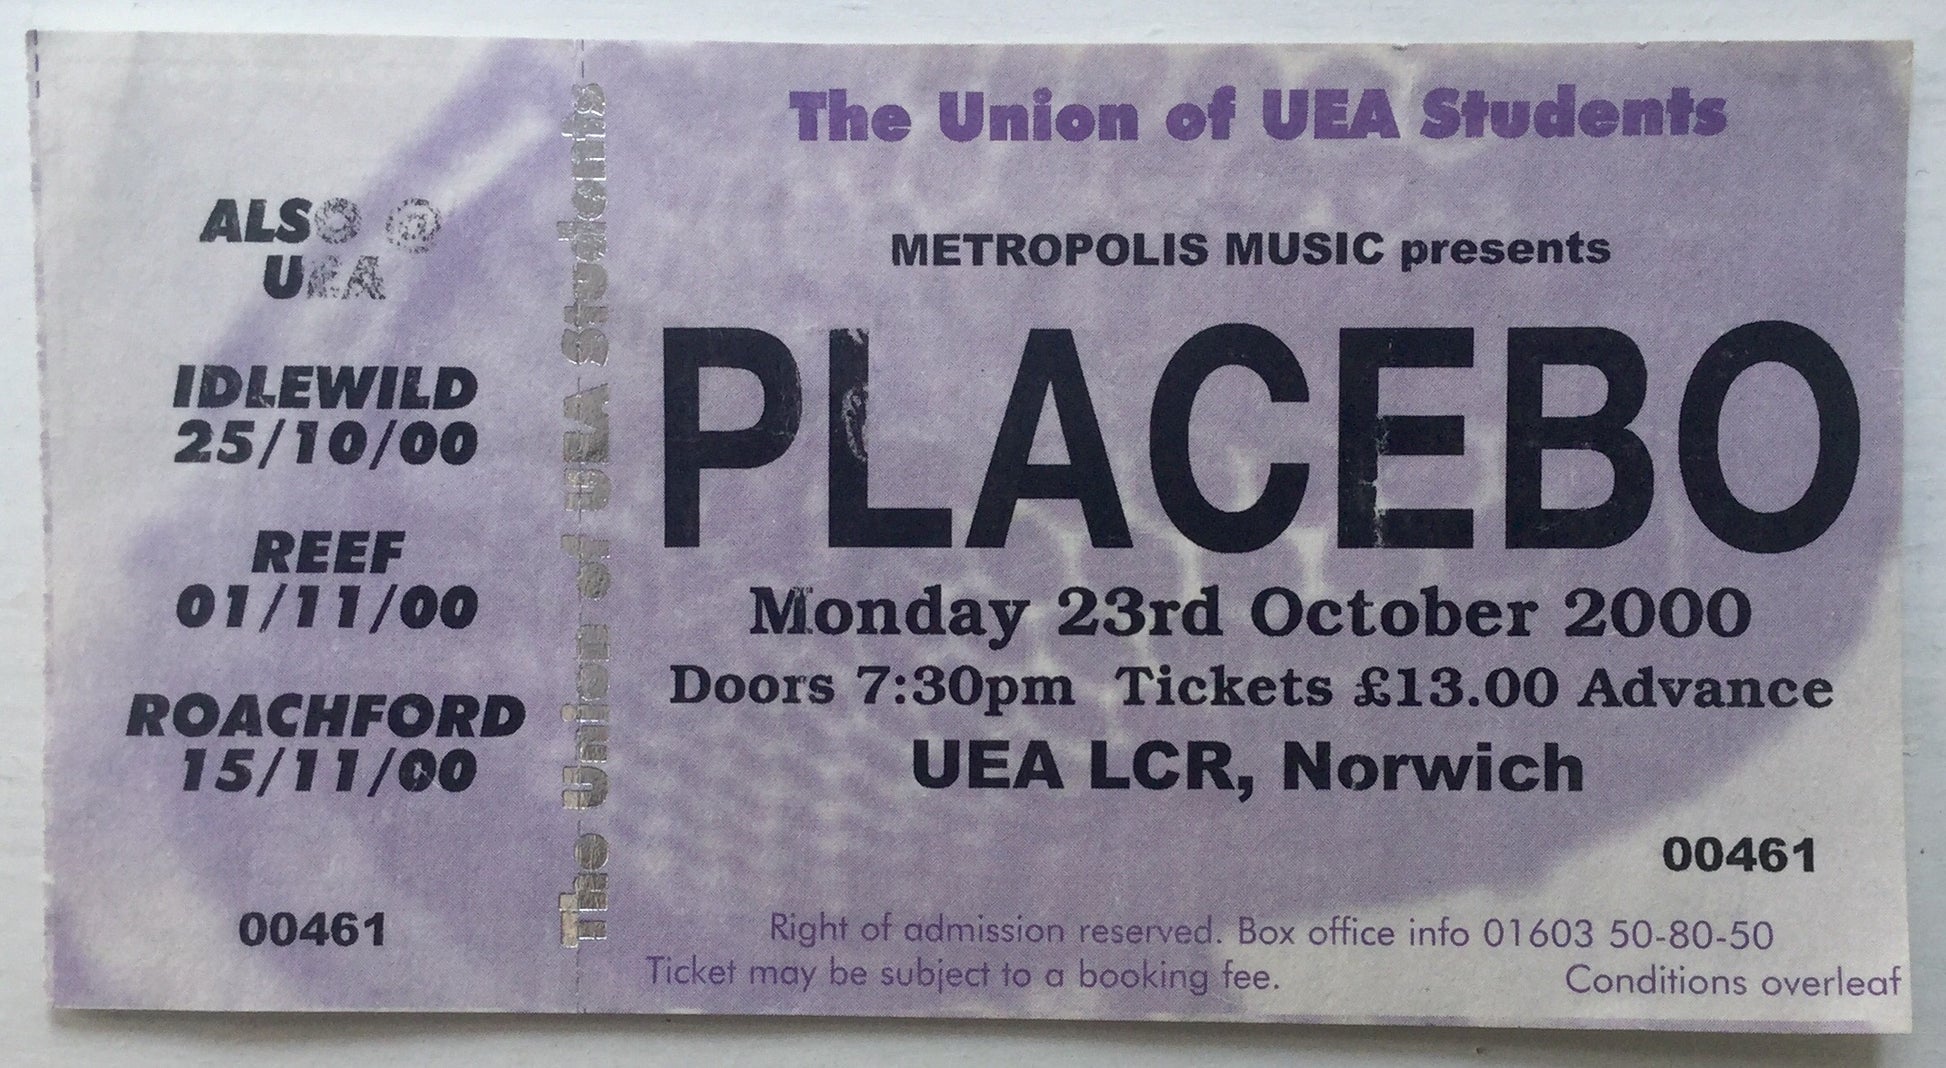 ALSO @
UEA
IDLEWILD
25/10/00
REEF
01/11/00
ROACHFORD
15/11/00
00461
The Union of UEA Students
The Union of UEA Students
METROPOLIS MUSIC presents
PLACEBO
Monday 23rd October 2000
Doors 7:30pm Tickets £13.00 Advance
UEA LCR, Norwich
00461
Right of admission reserved. Box office info 01603 50-80-50
Ticket may be subject to a booking fee. Conditions overleaf